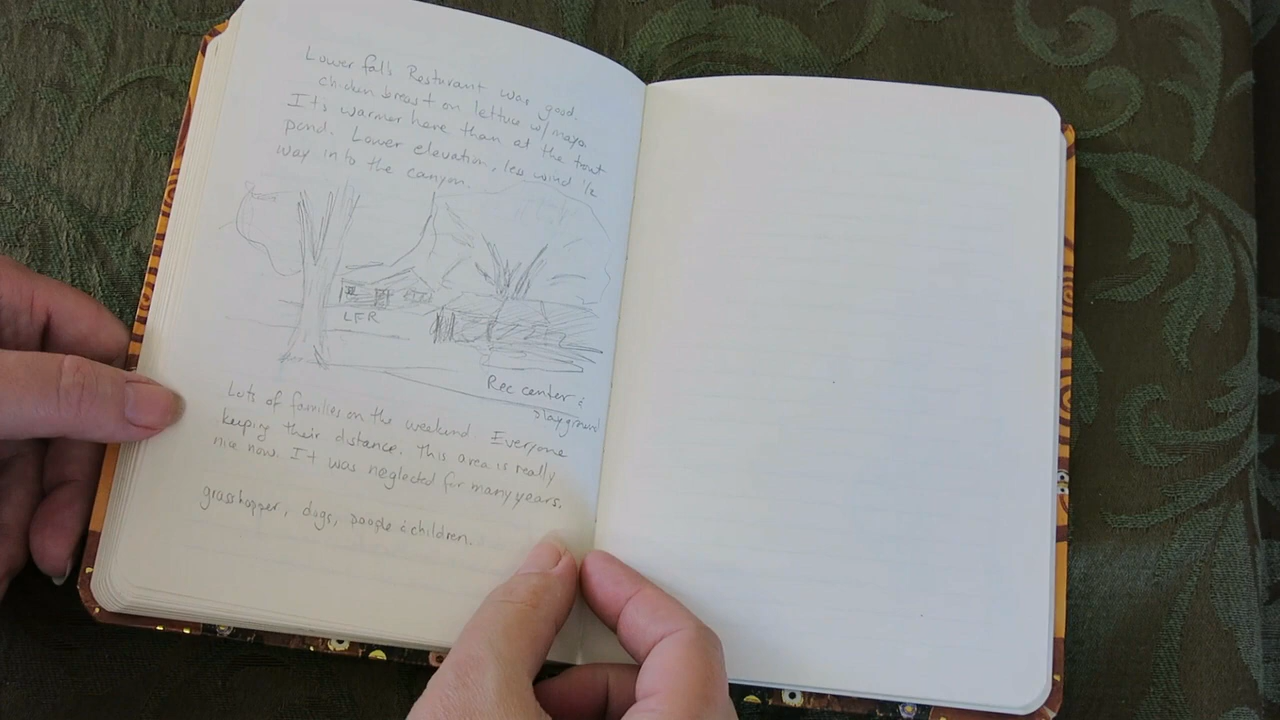 Lower falls Resturant was good.
chicken breast on lettuce w/ mayo.
It's warmer here than at the trout
pond. Lower elevation, less wind 1/2
way into the canyon.
LFR
Rec center &
playground
Lots of families on the weekend Everyone
keeping their distance. This area is really
nice now. It was neglected for many years.
grasshopper, dogs, people & children.